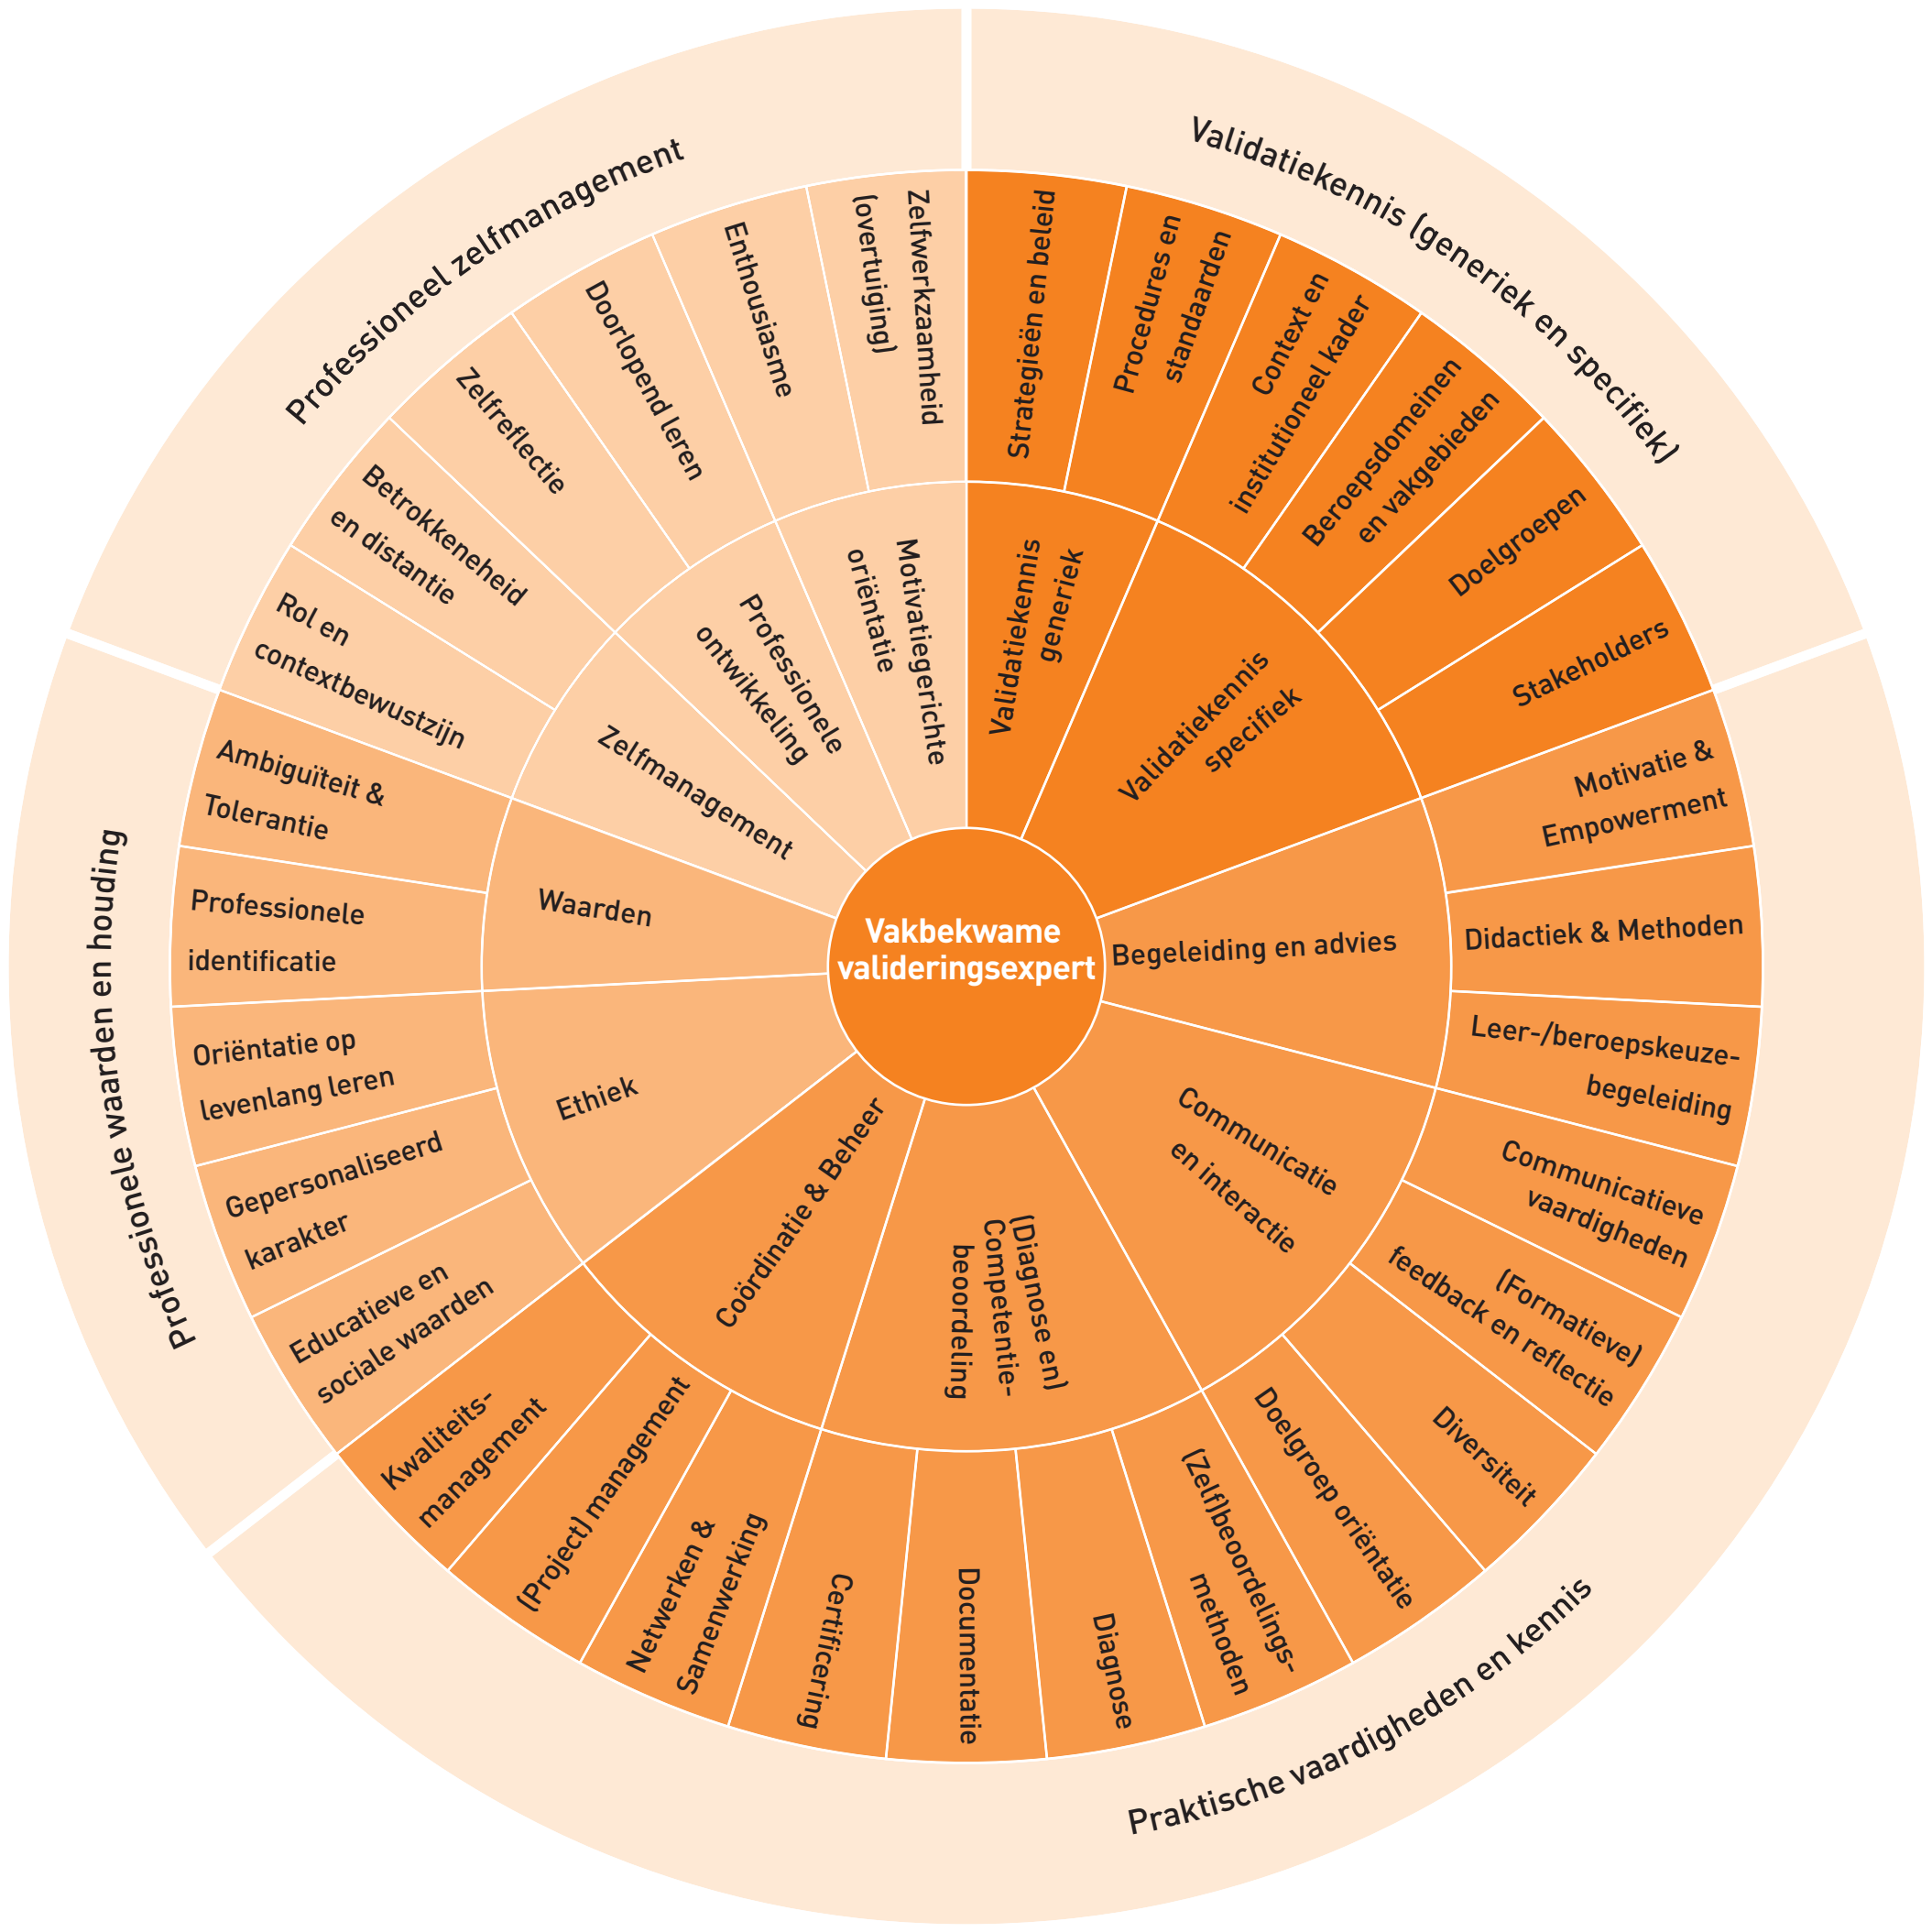 Vakbekwame
valideringsexpert
Validatiekennis (generiek en specifiek)
Validatiekennis
generiek
Strategieën en beleid
Procedures en
standaarden
Validatiekennis
specifiek
Context en
institutioneel kader
Beroepsdomeinen
en vakgebieden
Doelgroepen
Stakeholders
Praktische vaardigheden en kennis
Begeleiding en advies
Motivatie &
Empowerment
Didactiek & Methoden
Leer-/beroepskeuze-
begeleiding
Communicatie
en interactie
Communicatieve
vaardigheden
(Formatieve)
feedback en reflectie
Diversiteit
Doelgroep oriëntatie
(Diagnose en)
Competentie-
beoordeling
(Zelf)beoordelings-
methoden
Diagnose
Documentatie
Certificering
Coördinatie & Beheer
Netwerken &
Samenwerking
(Project) management
Kwaliteits-
management
Professionele waarden en houding
Ethiek
Educatieve en
sociale waarden
Gepersonaliseerd
karakter
Oriëntatie op
levenlang leren
Waarden
Professionele
identificatie
Ambiguïteit &
Tolerantie
Professioneel zelfmanagement
Zelfmanagement
Rol en
contextbewustzijn
Betrokkeneheid
en distantie
Professionele
ontwikkeling
Zelfreflectie
Doorlopend leren
Motivatiegerichte
oriëntatie
Enthousiasme
Zelfwerkzaamheid
(overtuiging)